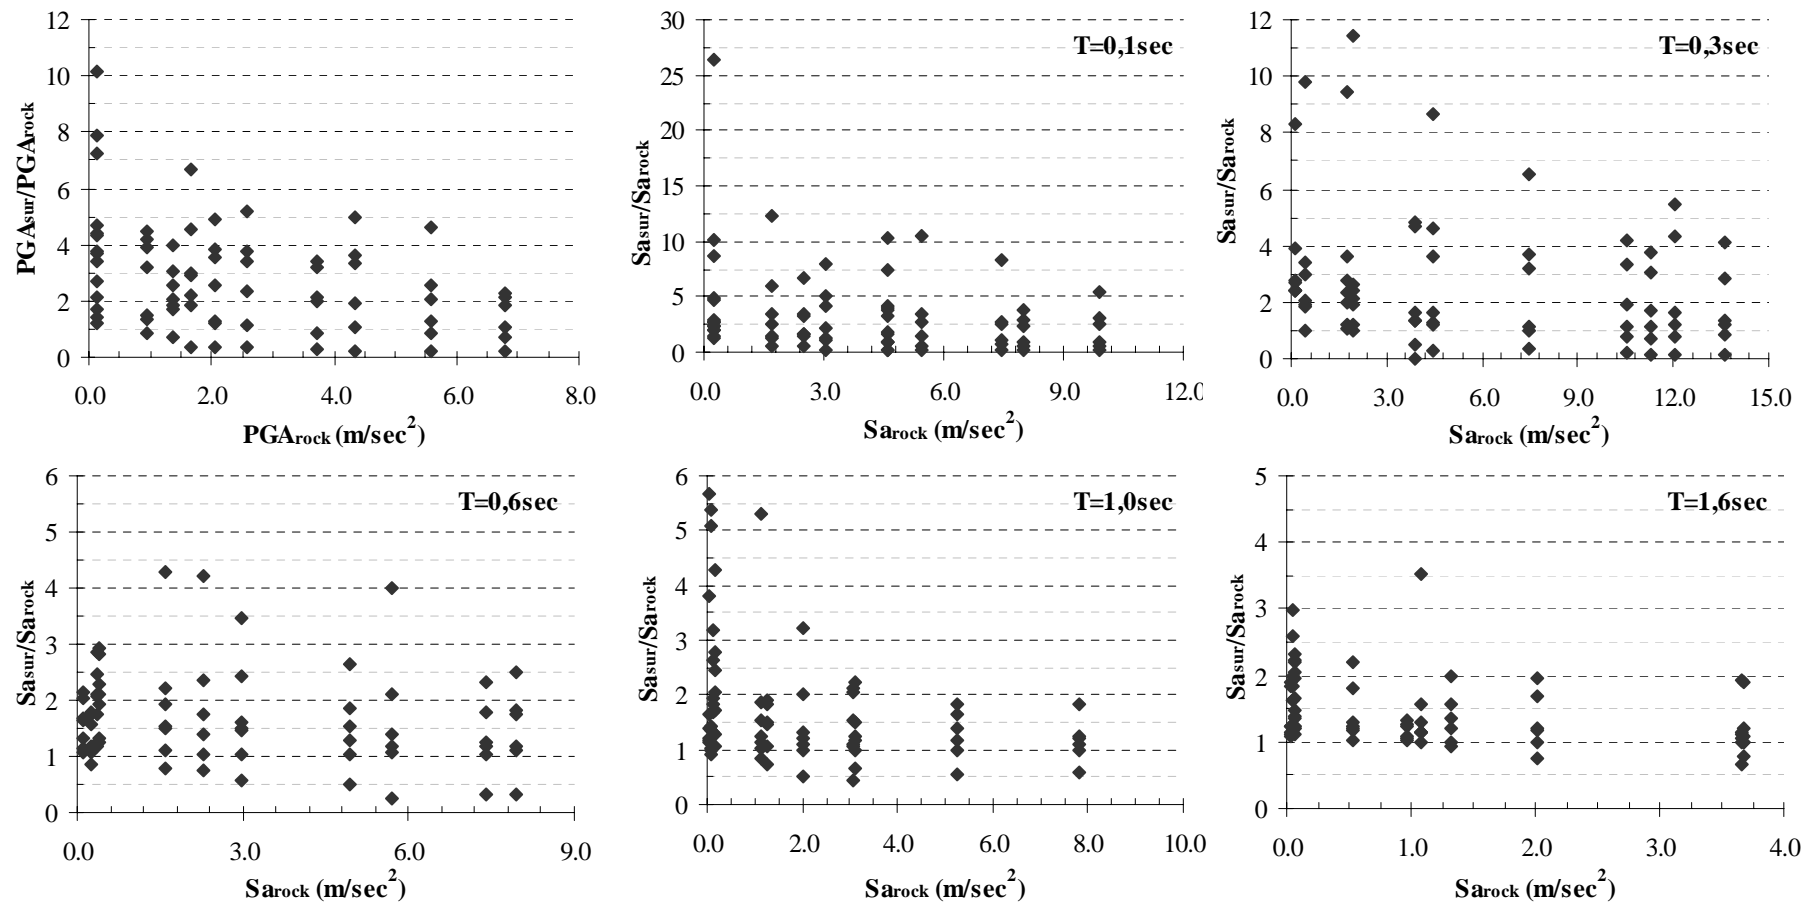 12
10
8
6
4
2
0
PGAsur/PGArock
0.0 2.0 4.0 6.0 8.0
PGArock (m/sec²)
T=0,1sec
30
25
20
15
10
5
0
Sasur/Sarock
0.0 3.0 6.0 9.0 12.0
Sarock (m/sec²)
T=0,3sec
12
10
8
6
4
2
0
Sasur/Sarock
0.0 3.0 6.0 9.0 12.0 15.0
Sarock (m/sec²)
T=0,6sec
6
5
4
3
2
1
0
Sasur/Sarock
0.0 3.0 6.0 9.0
Sarock (m/sec²)
T=1,0sec
6
5
4
3
2
1
0
Sasur/Sarock
0.0 2.0 4.0 6.0 8.0 10.0
Sarock (m/sec²)
T=1,6sec
5
4
3
2
1
0
Sasur/Sarock
0.0 1.0 2.0 3.0 4.0
Sarock (m/sec²)